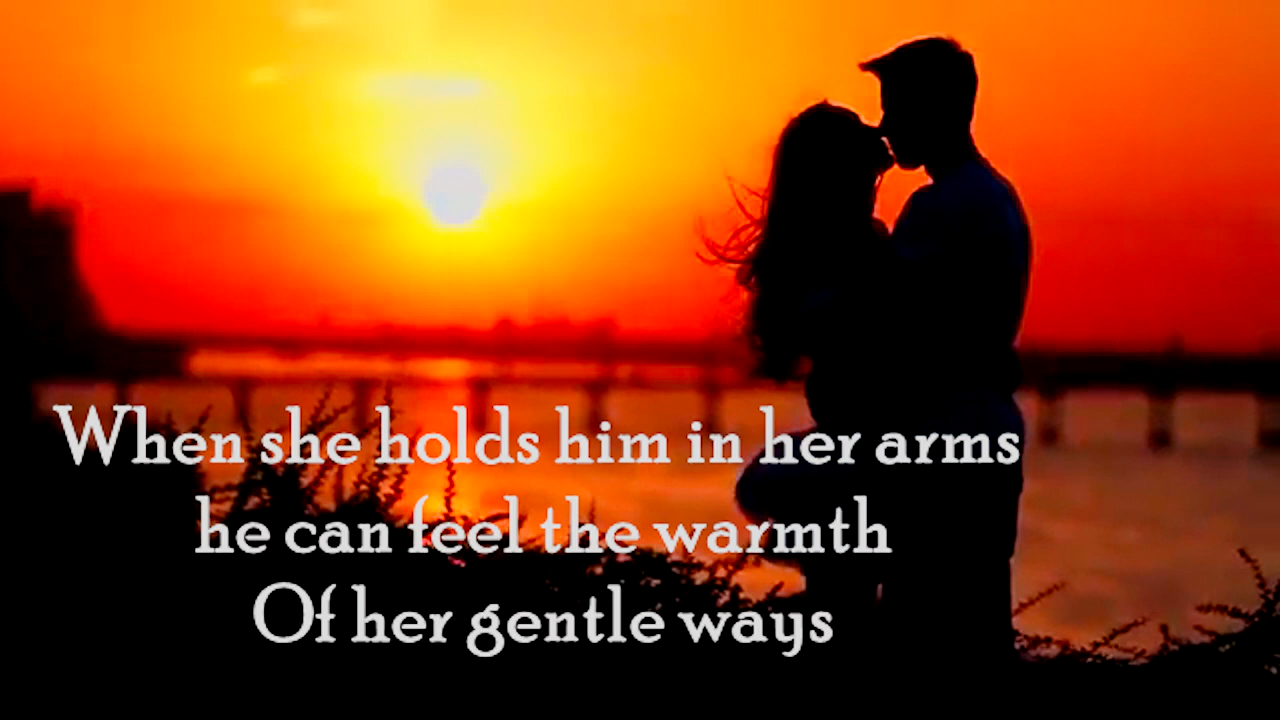 When she holds him in her arms
he can feel the warmth
Of her gentle ways